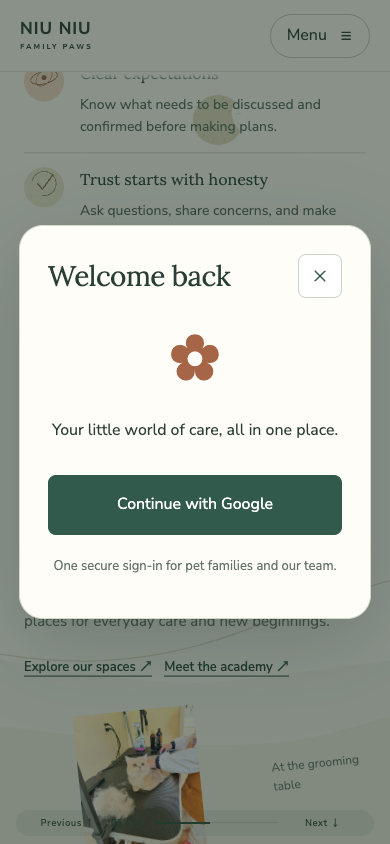 NIU NIU
FAMILY PAWS
Menu
Clear expectations
Know what needs to be discussed and
confirmed before making plans.
Trust starts with honesty
Ask questions, share concerns, and make
Welcome back
Your little world of care, all in one place.
Continue with Google
One secure sign-in for pet families and our team.
places for everyday care and new beginnings.
Explore our spaces ↗ Meet the academy ↗
At the grooming
table
Previous ↑
Next ↓